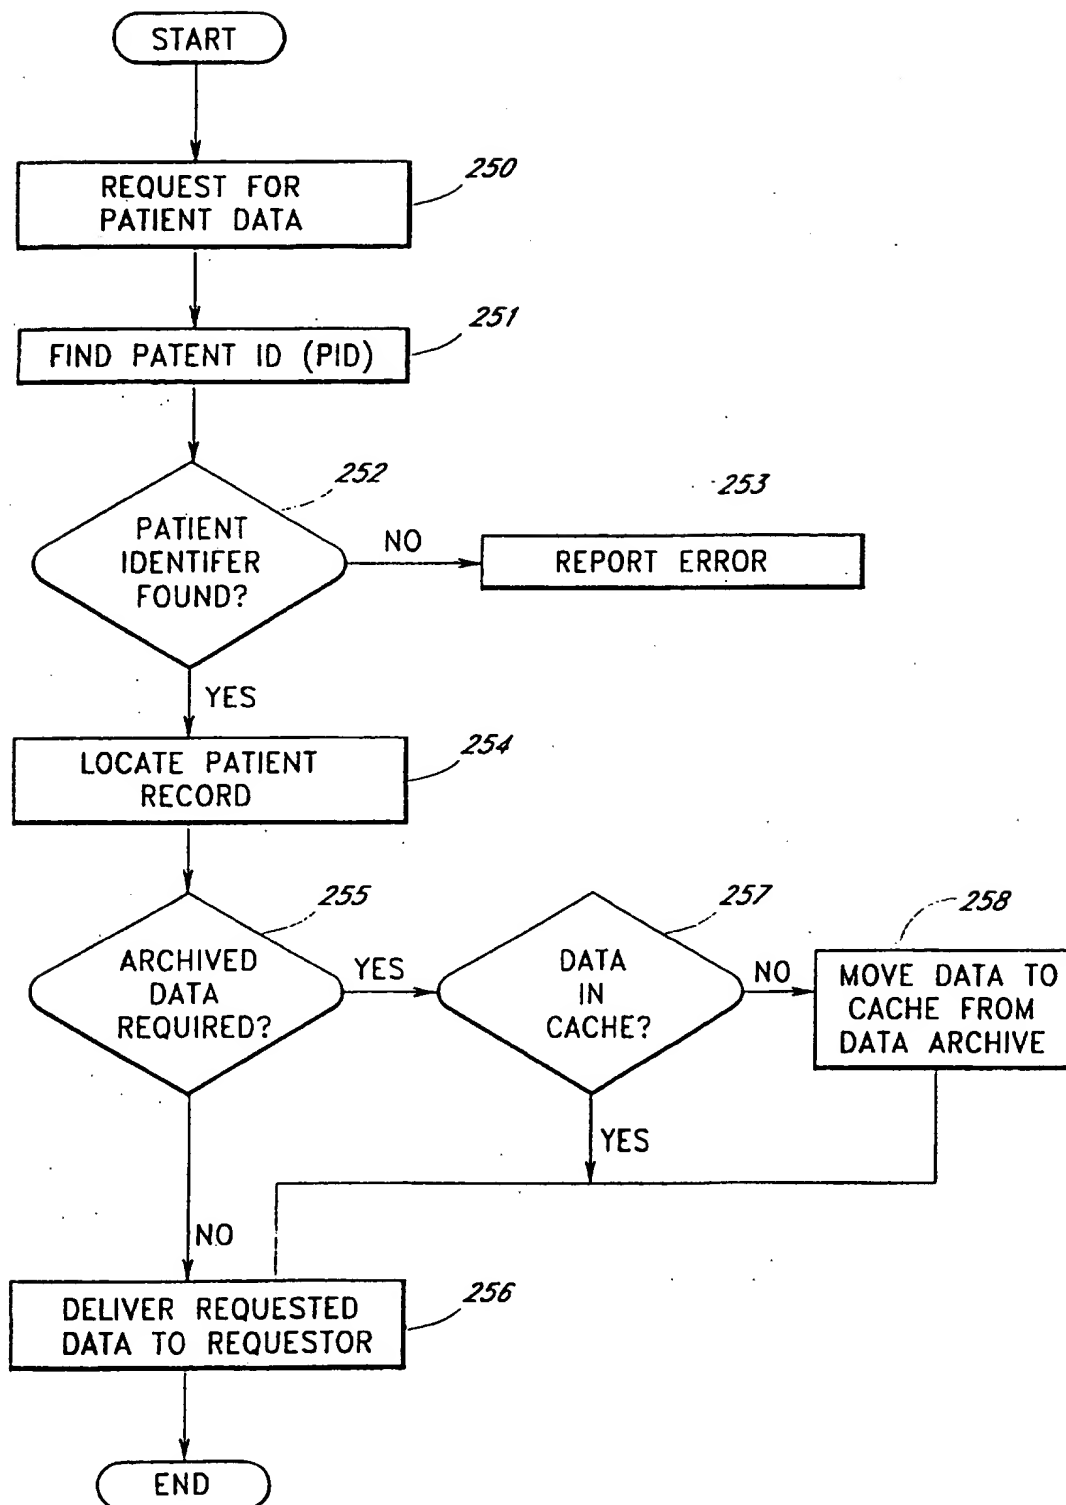 START
250
REQUEST FOR
PATIENT DATA
251
FIND PATENT ID (PID)
252
PATIENT
IDENTIFER
FOUND?
NO
253
REPORT ERROR
YES
254
LOCATE PATIENT
RECORD
255
ARCHIVED
DATA
REQUIRED?
YES
257
DATA
IN
CACHE?
NO
258
MOVE DATA TO
CACHE FROM
DATA ARCHIVE
YES
NO
256
DELIVER REQUESTED
DATA TO REQUESTOR
END